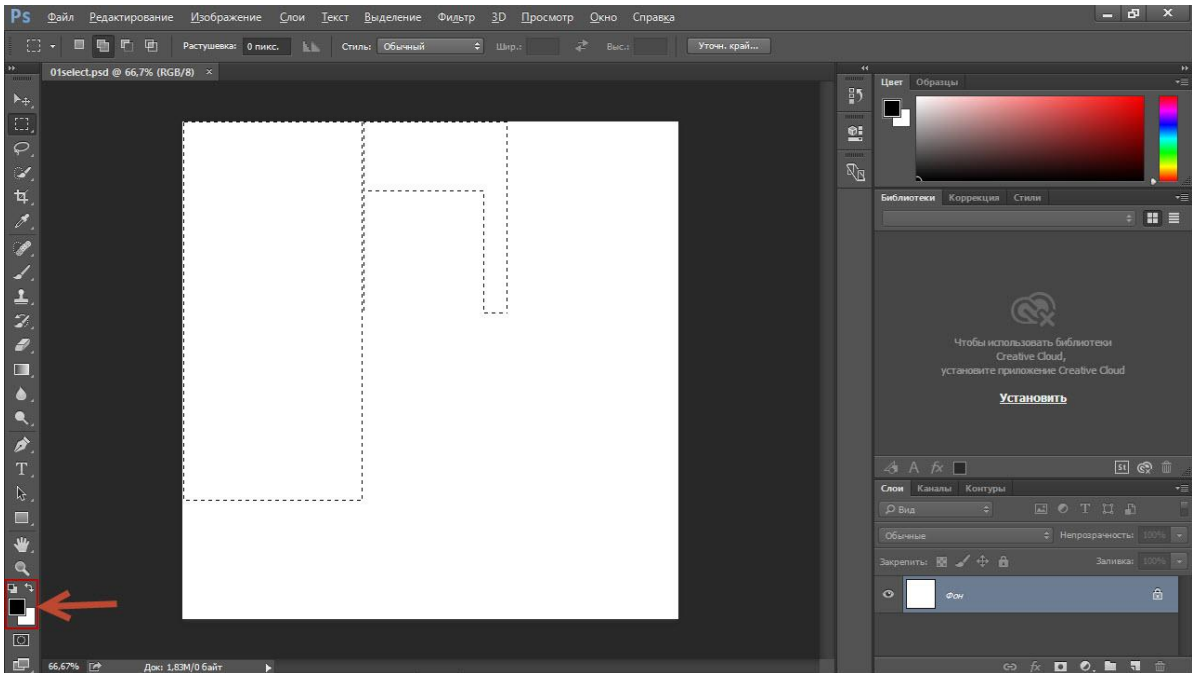 Ps Файл Редактирование Изображение Слои Текст Выделение Фильтр 3D Просмотр Окно Справка
Растушевка: 0 пикс. Стиль: Обычный Шир.: Выс.: Уточн. край...
01select.psd @ 66,7% (RGB/8) ×
Цвет Образцы
Библиотеки Коррекция Стили
Чтобы использовать библиотеки
Creative Cloud,
установите приложение Creative Cloud
Установить
A fx St
Слои Каналы Контуры
Вид T
Обычные Непрозрачность: 100%
Закрепить: Заливка: 100%
Фон
T
66,67% Док: 1,83M/0 байт
fx